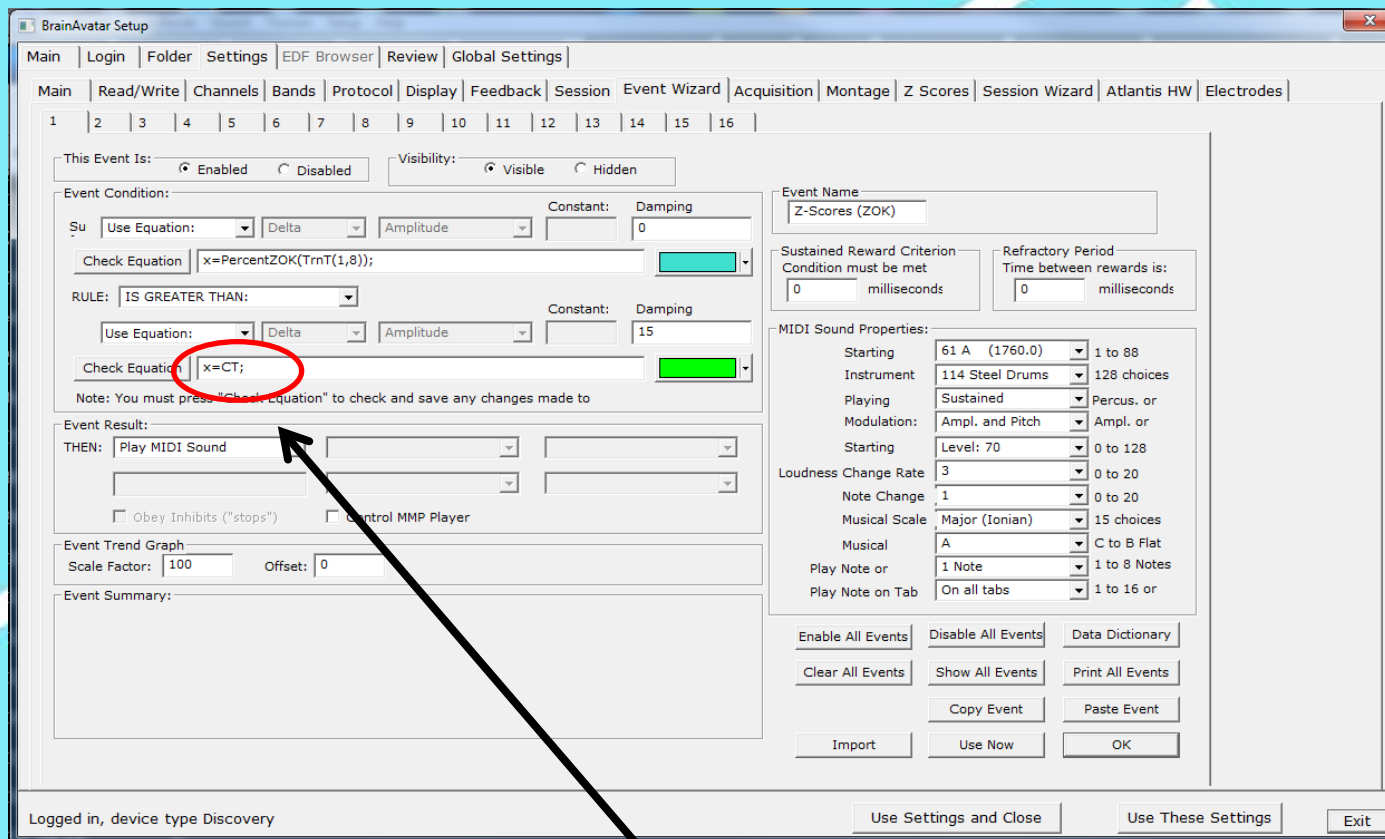 BrainAvatar Setup
Main Login Folder Settings EDF Browser Review Global Settings
Main Read/Write Channels Bands Protocol Display Feedback Session Event Wizard Acquisition Montage Z Scores Session Wizard Atlantis HW Electrodes
1 2 3 4 5 6 7 8 9 10 11 12 13 14 15 16
This Event Is: Enabled Disabled
Visibility: Visible Hidden
Event Condition:
Constant: Damping
Su Use Equation: Delta Amplitude 0
Check Equation x=PercentZOK(TrnT(1,8));
RULE: IS GREATER THAN:
Constant: Damping
Use Equation: Delta Amplitude 15
Check Equation x=CT;
Note: You must press "Check Equation" to check and save any changes made to
Event Result:
THEN: Play MIDI Sound
Obey Inhibits ("stops") Control MMP Player
Event Trend Graph
Scale Factor: 100 Offset: 0
Event Summary:
Event Name
Z-Scores (ZOK)
Sustained Reward Criterion
Condition must be met
0 milliseconds
Refractory Period
Time between rewards is:
0 milliseconds
MIDI Sound Properties:
Starting 61 A (1760.0) 1 to 88
Instrument 114 Steel Drums 128 choices
Playing Sustained Percus. or
Modulation: Ampl. and Pitch Ampl. or
Starting Level: 70 0 to 128
Loudness Change Rate 3 0 to 20
Note Change 1 0 to 20
Musical Scale Major (Ionian) 15 choices
Musical A C to B Flat
Play Note or 1 Note 1 to 8 Notes
Play Note on Tab On all tabs 1 to 16 or
Enable All Events Disable All Events Data Dictionary
Clear All Events Show All Events Print All Events
Copy Event Paste Event
Import Use Now OK
Logged in, device type Discovery
Use Settings and Close Use These Settings Exit